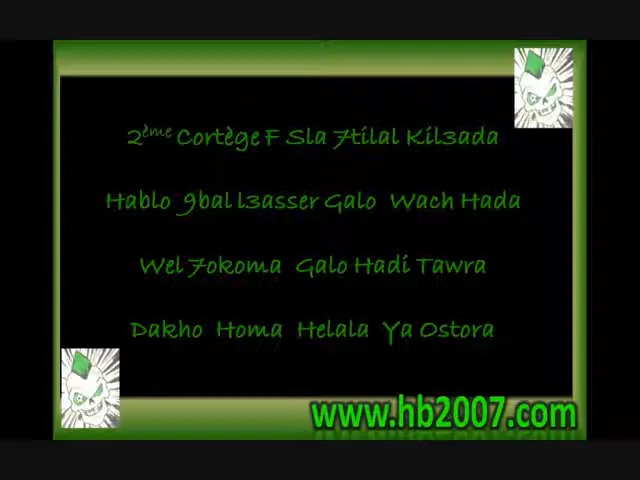 2ème Cortège F Sla 7tilal Kil3ada
Hablo 9bal l3asser Galo Wach Hada
Wel 7okoma Galo Hadi Tawra
Dakho Homa Helala Ya Ostora
www.hb2007.com